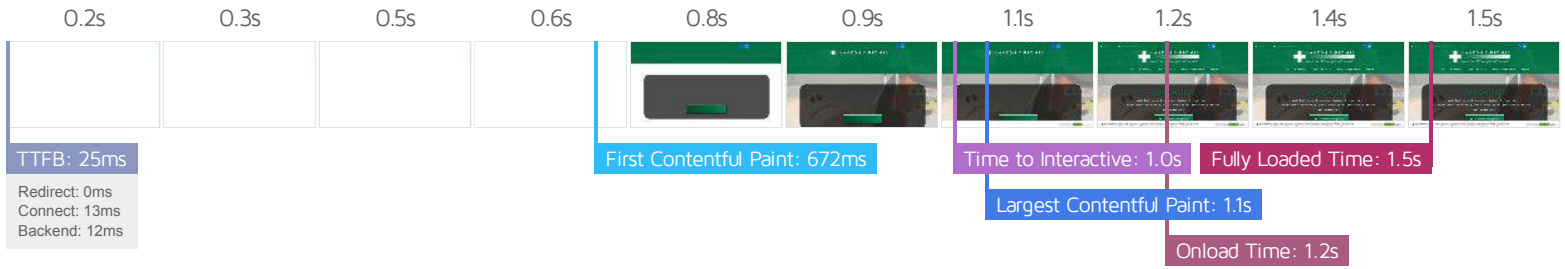 0.2s
0.3s
0.5s
0.6s
0.8s
0.9s
1.1s
1.2s
1.4s
1.5s
TTFB: 25ms
Redirect: 0ms
Connect: 13ms
Backend: 12ms
First Contentful Paint: 672ms
Time to Interactive: 1.0s
Fully Loaded Time: 1.5s
Largest Contentful Paint: 1.1s
Onload Time: 1.2s